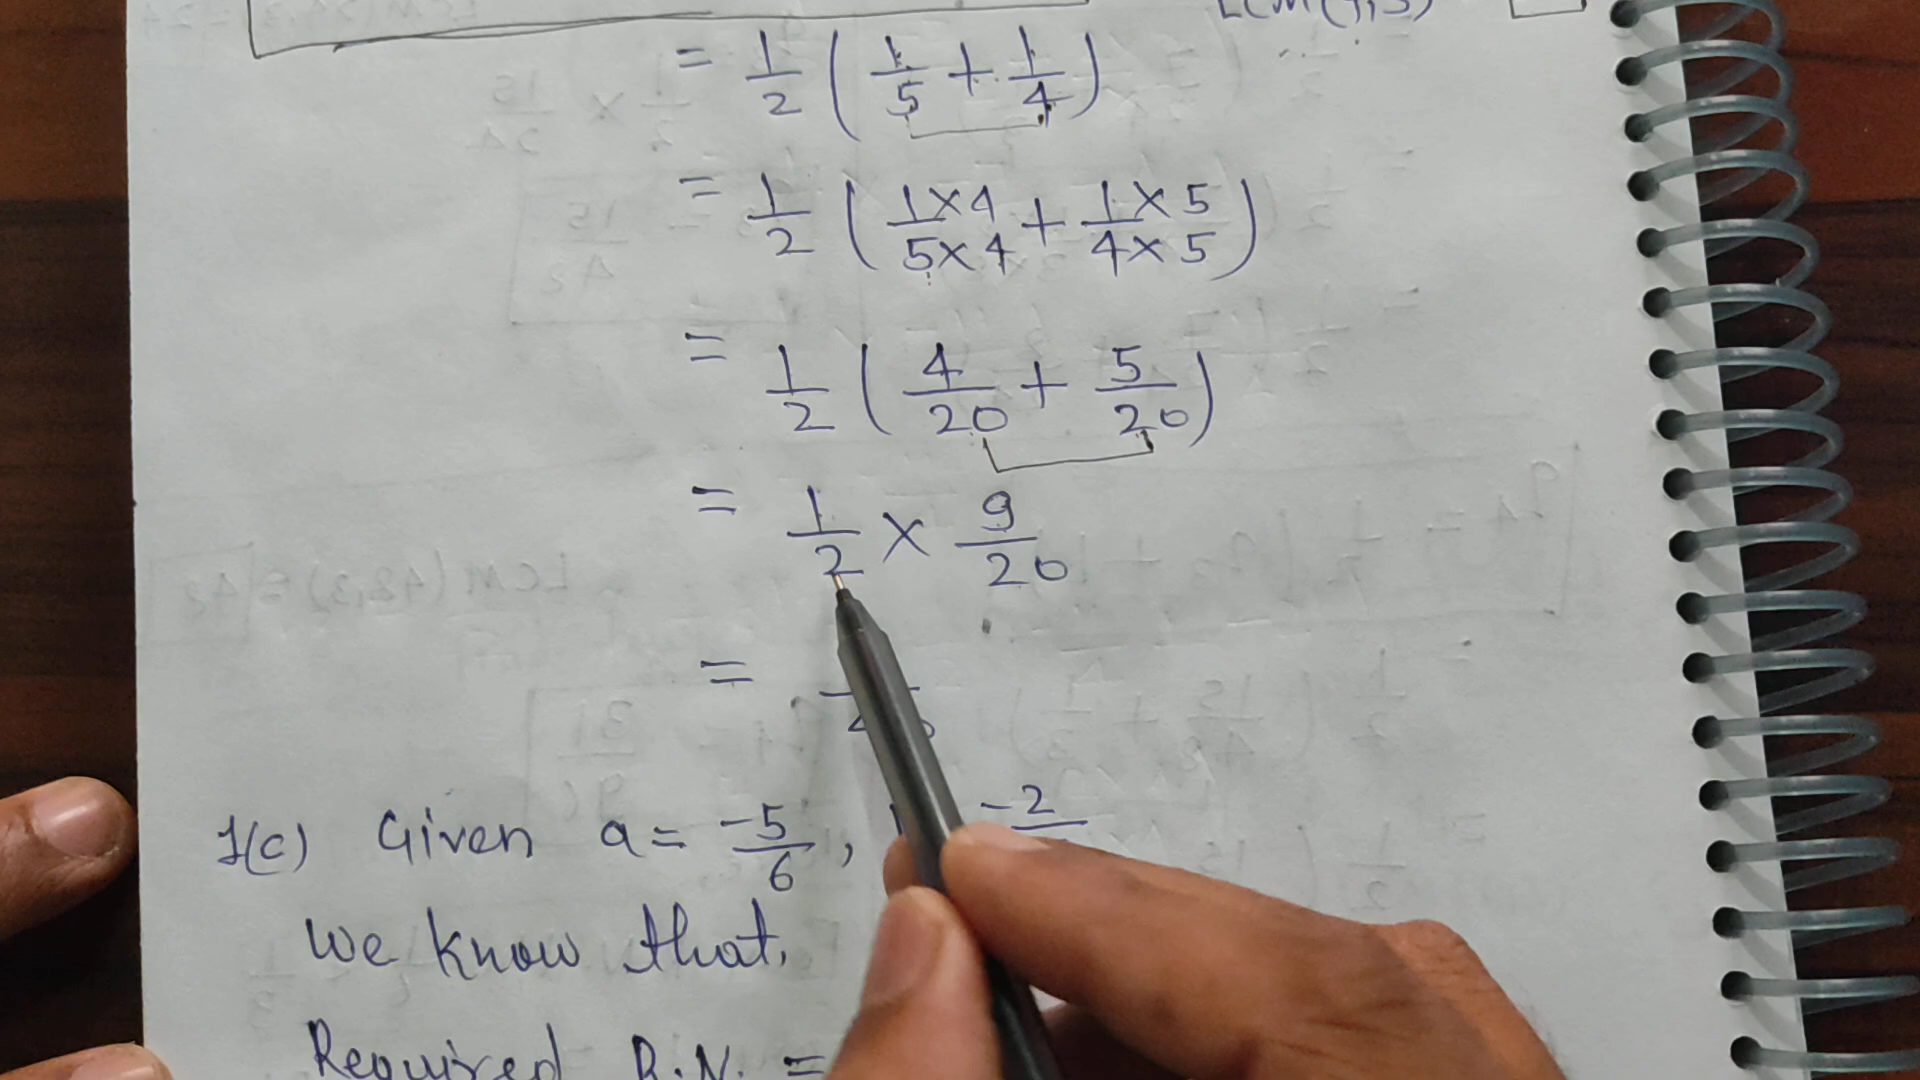 = 1/2 ( 1/5 + 1/4 )
= 1/2 ( 1×4/5×4 + 1×5/4×5 )
= 1/2 ( 4/20 + 5/20 )
= 1/2 × 9/20
=
1(c) Given a = -5/6 , -2
We know that,
Required R.N. =